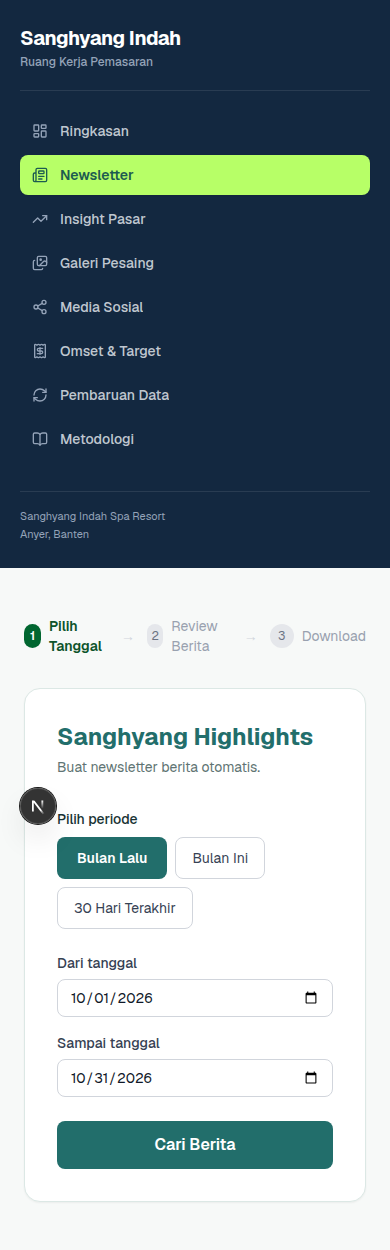 Sanghyang Indah
Ruang Kerja Pemasaran
Ringkasan
Newsletter
Insight Pasar
Galeri Pesaing
Media Sosial
Omset & Target
Pembaruan Data
Metodologi
Sanghyang Indah Spa Resort
Anyer, Banten
1 Pilih Tanggal → 2 Review Berita → 3 Download
Sanghyang Highlights
Buat newsletter berita otomatis.
N
Pilih periode
Bulan Lalu Bulan Ini
30 Hari Terakhir
Dari tanggal
10/01/2026
Sampai tanggal
10/31/2026
Cari Berita